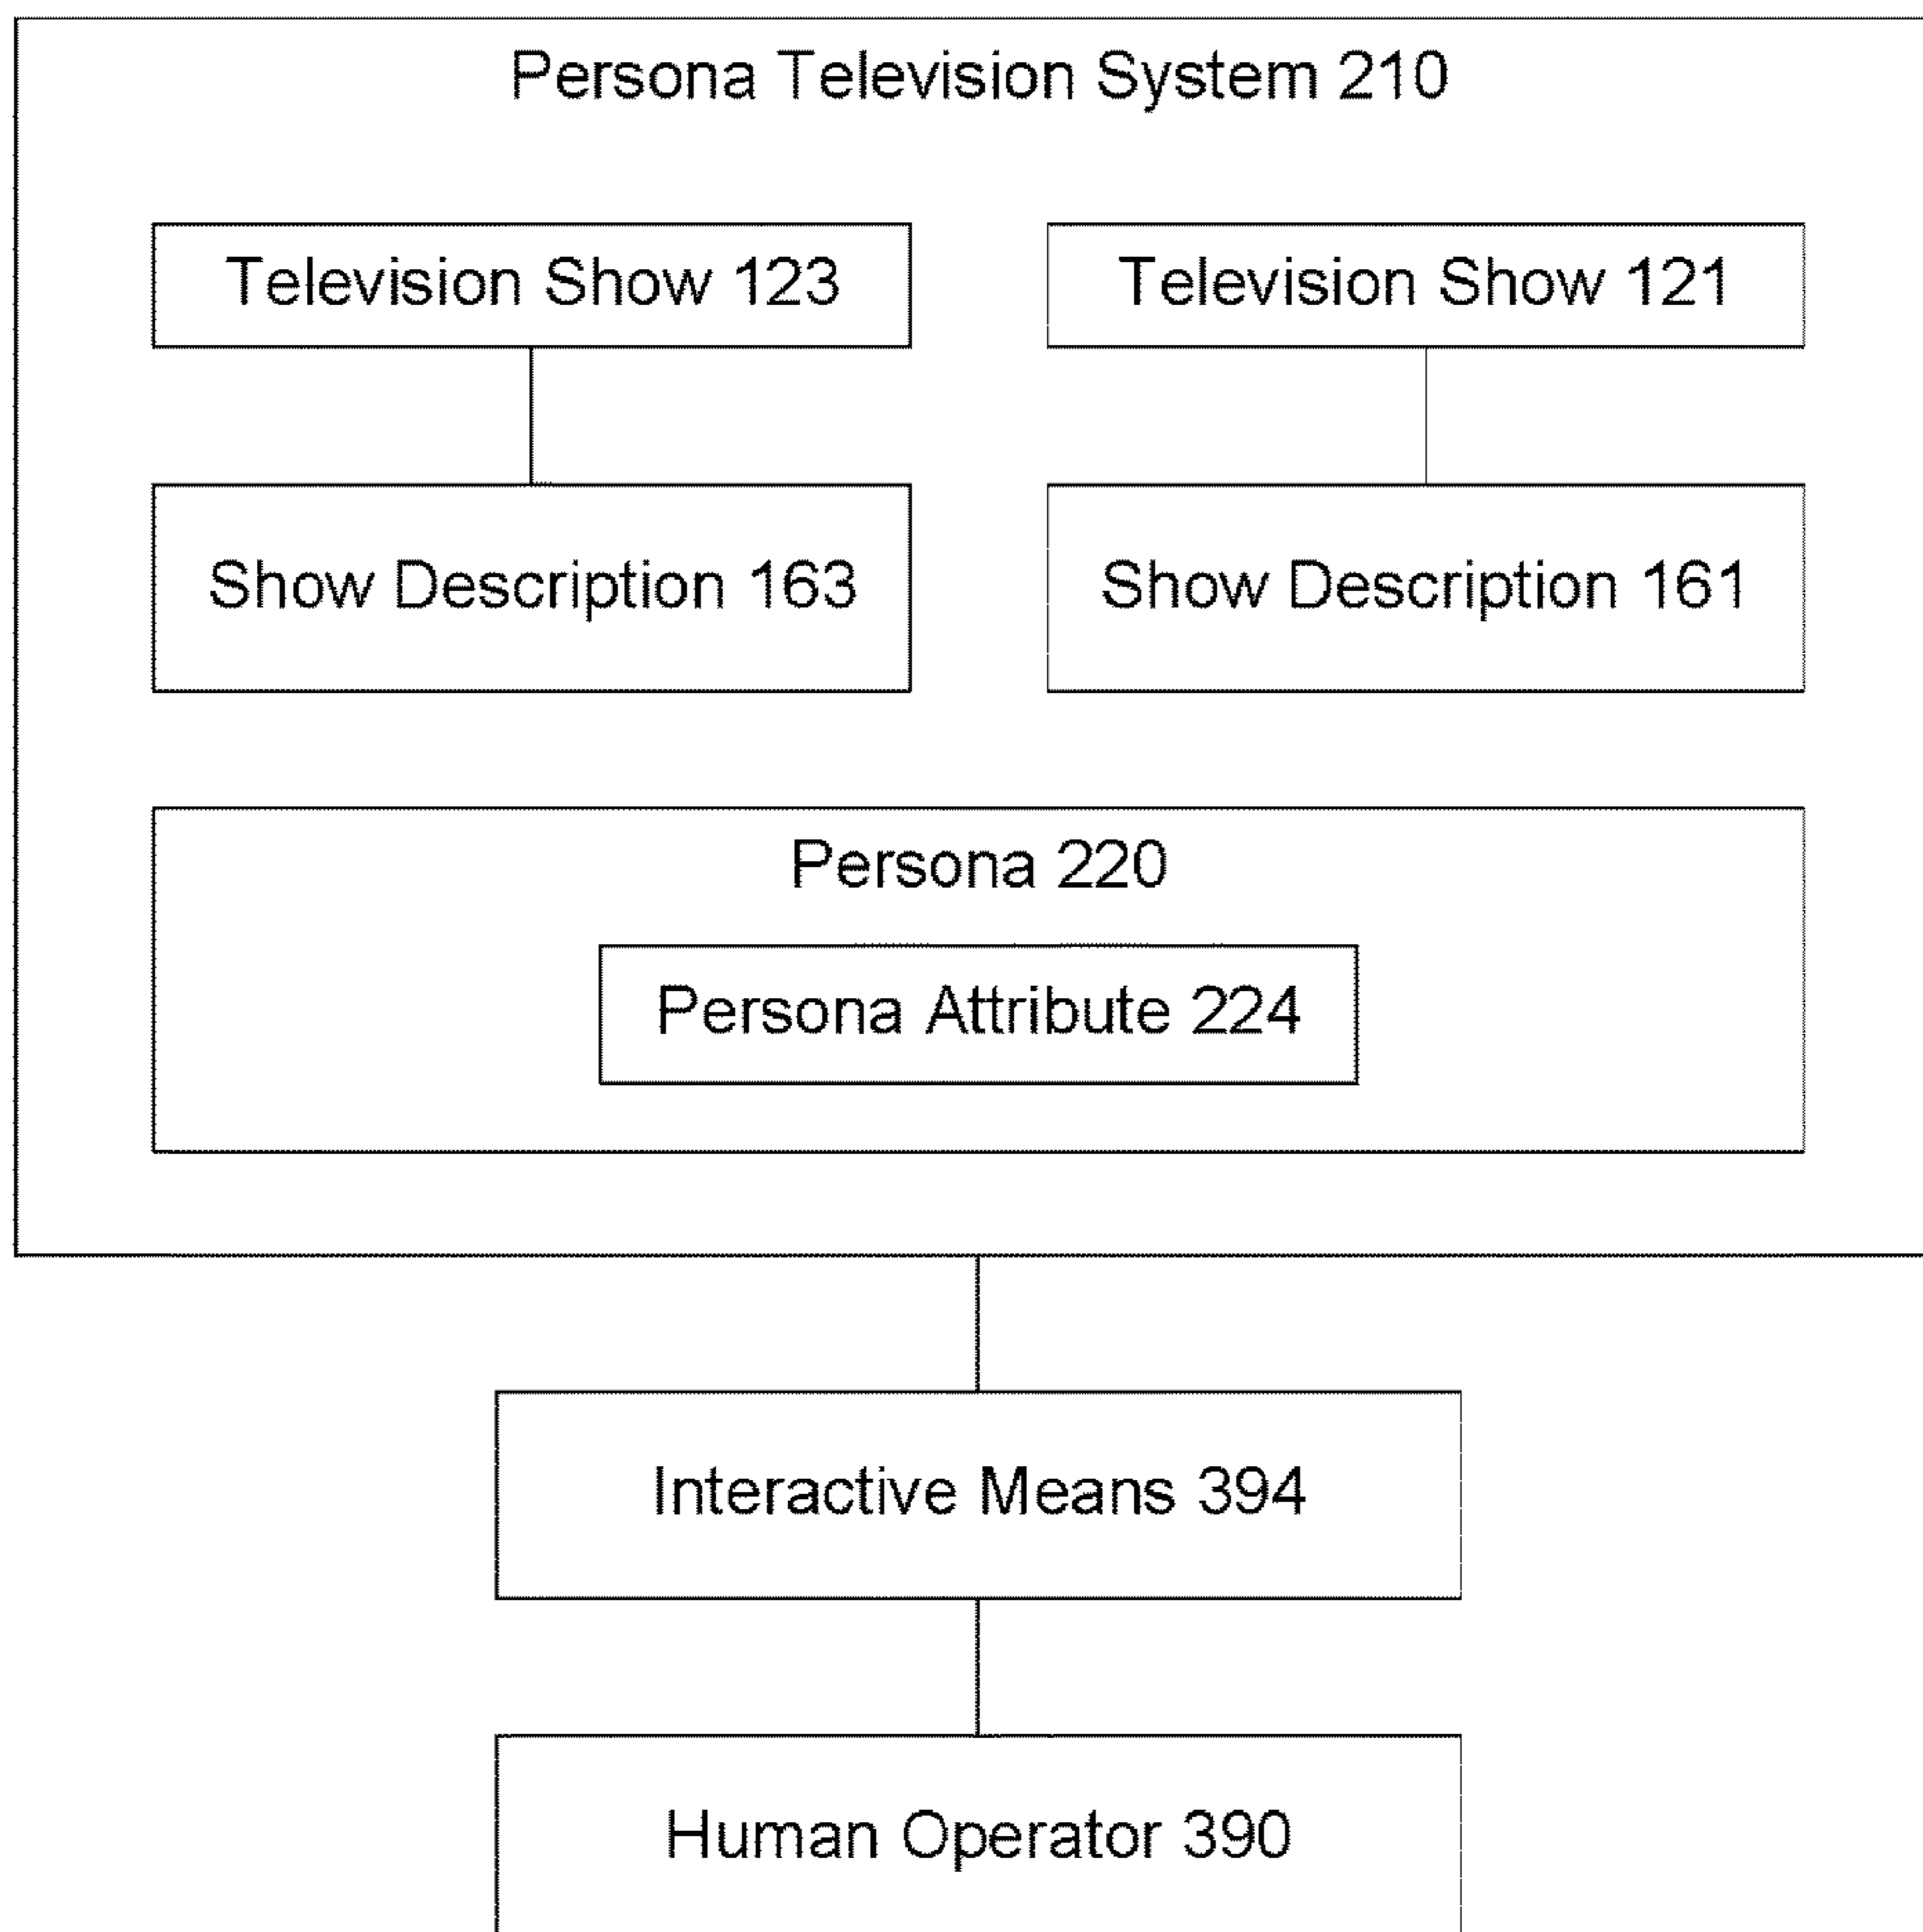 Persona Television System 210
Television Show 123
Television Show 121
Show Description 163
Show Description 161
Persona 220
Persona Attribute 224
Interactive Means 394
Human Operator 390